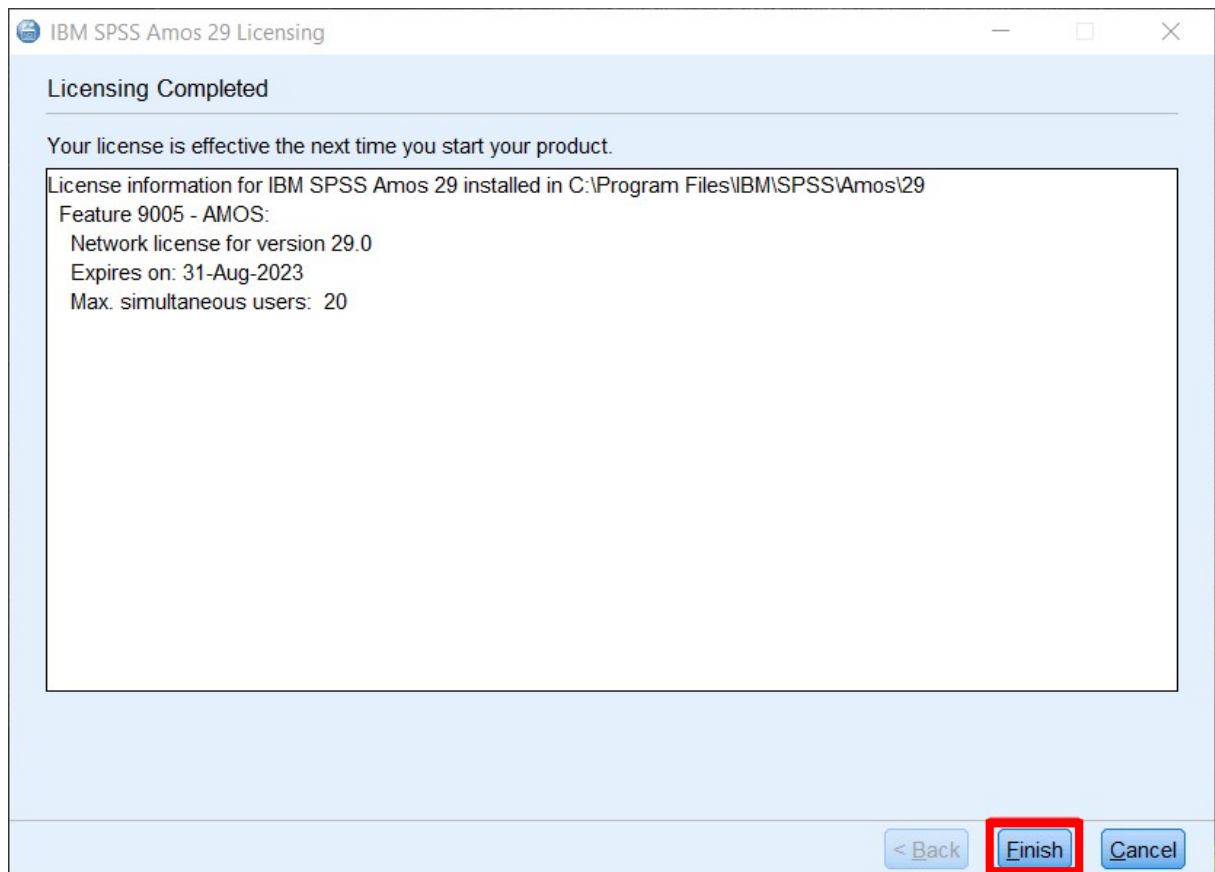 IBM SPSS Amos 29 Licensing
Licensing Completed
Your license is effective the next time you start your product.
License information for IBM SPSS Amos 29 installed in C:\Program Files\IBM\SPSS\Amos\29
Feature 9005 - AMOS:
Network license for version 29.0
Expires on: 31-Aug-2023
Max. simultaneous users:  20
< Back Finish Cancel